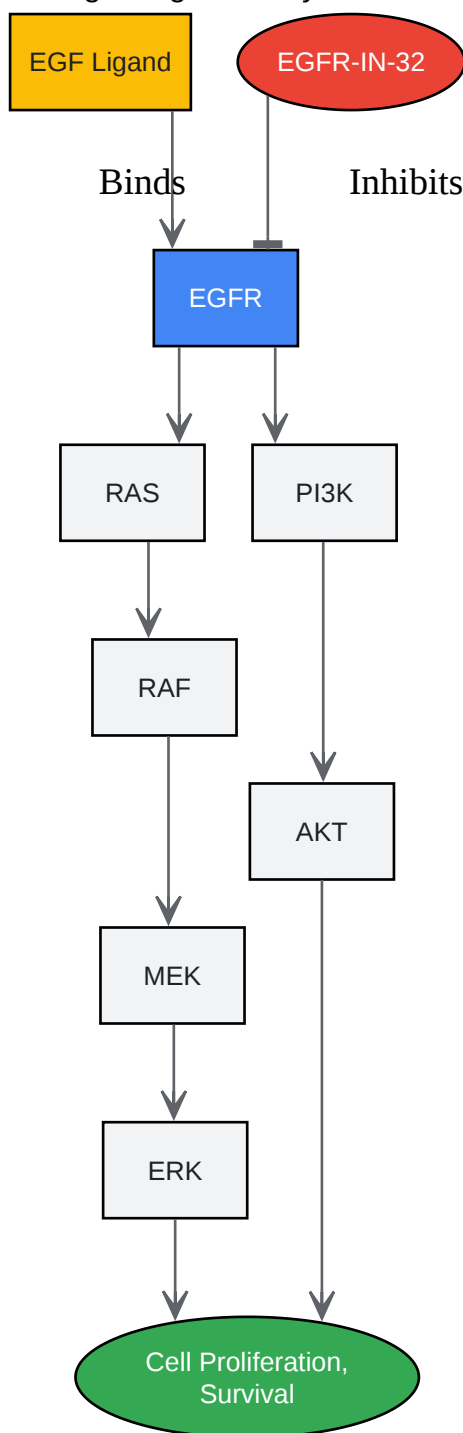 EGF Ligand
EGFR-IN-32
Binds
Inhibits
EGFR
RAS
PI3K
RAF
AKT
MEK
ERK
Cell Proliferation,
Survival